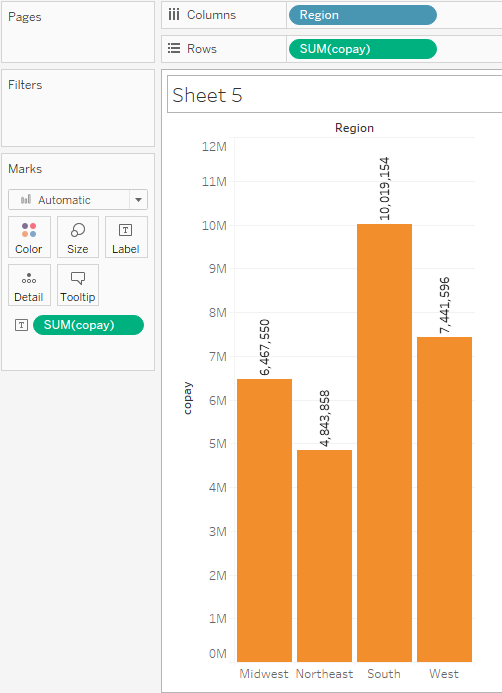 Pages
Columns
Region
Rows
SUM(copay)
Filters
Marks
Automatic
Color
Size
Label
Detail
Tooltip
SUM(copay)
Sheet 5
Region
12M
11M
10M
9M
8M
7M
6M
5M
4M
3M
2M
1M
0M
copay
6,467,550
4,843,858
10,019,154
7,441,596
Midwest Northeast South West